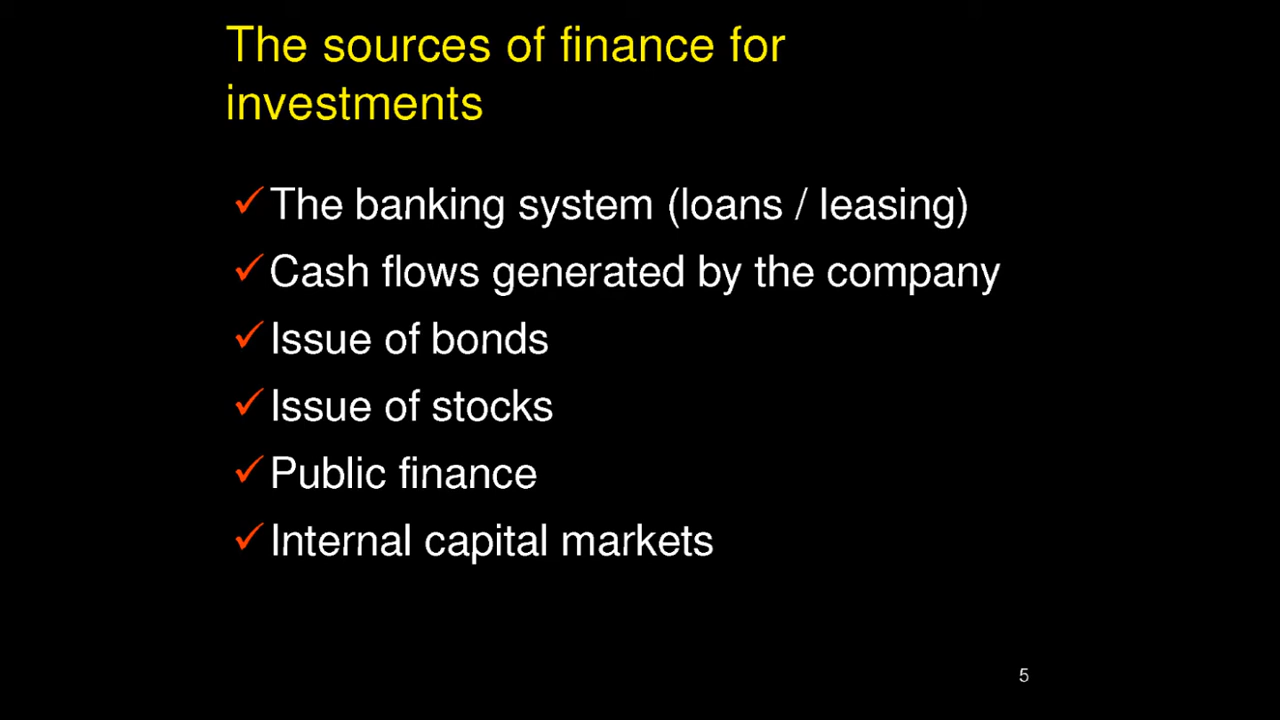 The sources of finance for
investments
✓The banking system (loans / leasing)
✓Cash flows generated by the company
✓Issue of bonds
✓Issue of stocks
✓Public finance
✓Internal capital markets
5